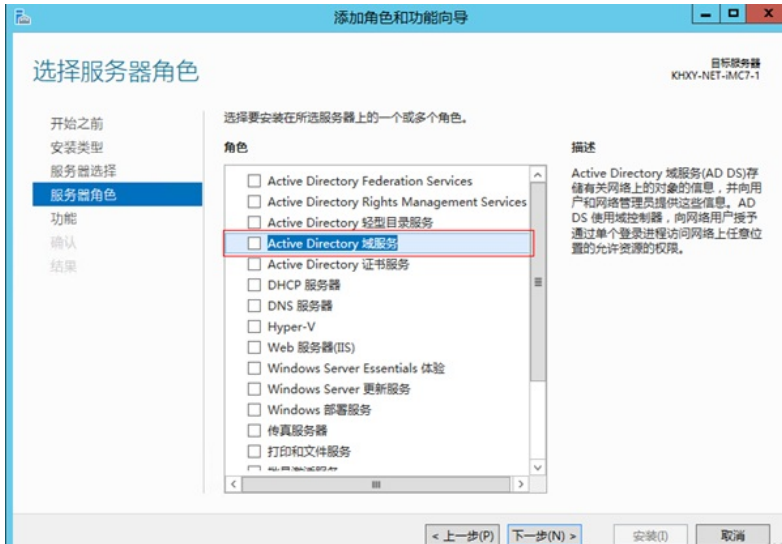 添加角色和功能向导
选择服务器角色
目标服务器
KHXY-NET-iMC7-1
开始之前
安装类型
服务器选择
服务器角色
功能
确认
结果
选择要安装在所选服务器上的一个或多个角色。
角色
Active Directory Federation Services
Active Directory Rights Management Services
Active Directory 轻型目录服务
Active Directory 域服务
Active Directory 证书服务
DHCP 服务器
DNS 服务器
Hyper-V
Web 服务器(IIS)
Windows Server Essentials 体验
Windows Server 更新服务
Windows 部署服务
传真服务器
打印和文件服务
描述
Active Directory 域服务(AD DS)存
储有关网络上的对象的信息，并向用
户和网络管理员提供这些信息。AD
DS 使用域控制器，向网络用户授予
通过单个登录进程访问网络上任意位
置的允许资源的权限。
< 上一步(P)
下一步(N) >
安装(I)
取消